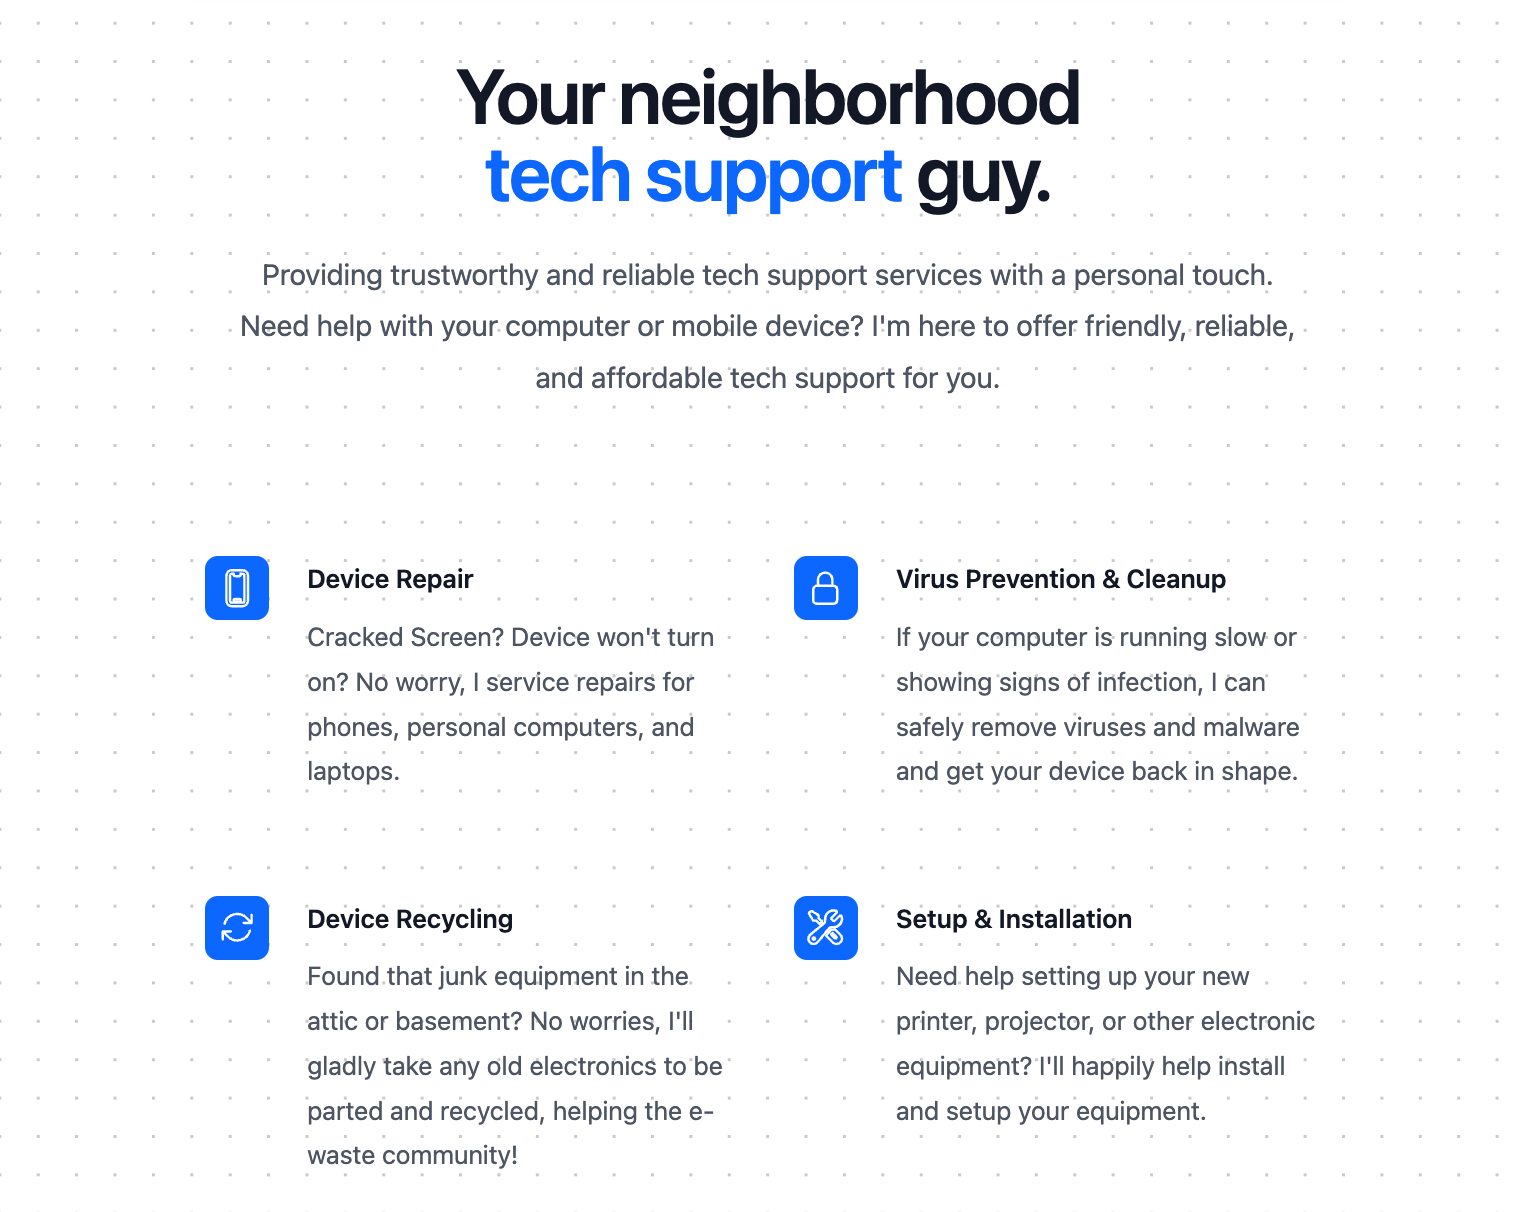 Your neighborhood
tech support guy.
Providing trustworthy and reliable tech support services with a personal touch.
Need help with your computer or mobile device? I'm here to offer friendly, reliable,
and affordable tech support for you.
Device Repair
Cracked Screen? Device won't turn
on? No worry, I service repairs for
phones, personal computers, and
laptops.
Virus Prevention & Cleanup
If your computer is running slow or
showing signs of infection, I can
safely remove viruses and malware
and get your device back in shape.
Device Recycling
Found that junk equipment in the
attic or basement? No worries, I'll
gladly take any old electronics to be
parted and recycled, helping the e-
waste community!
Setup & Installation
Need help setting up your new
printer, projector, or other electronic
equipment? I'll happily help install
and setup your equipment.